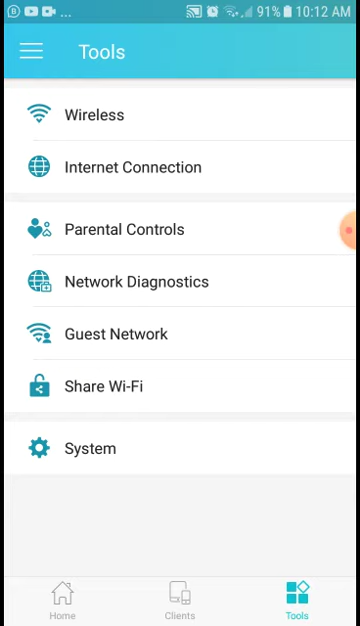 ... 91% 10:12 AM
Tools
Wireless
Internet Connection
Parental Controls
Network Diagnostics
Guest Network
Share Wi-Fi
System
Home Clients Tools